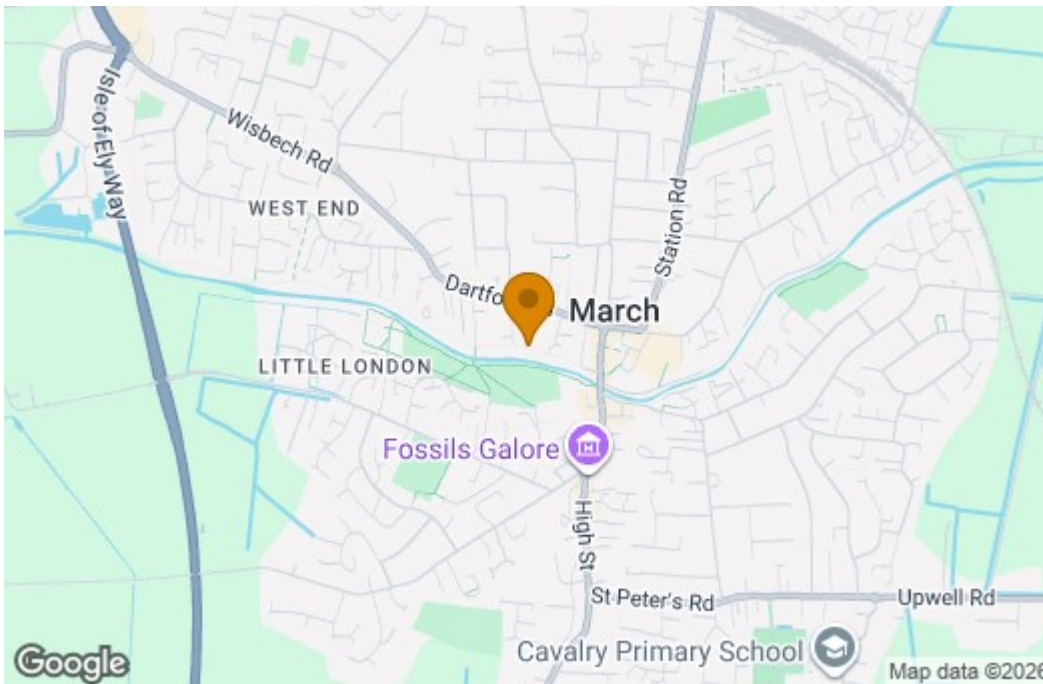 Isle of Ely Way
Wisbech Rd
WEST END
Station Rd
Dartfo
March
LITTLE LONDON
Fossils Galore
High St
St Peter's Rd
Upwell Rd
Cavalry Primary School
Google
Map data ©2026